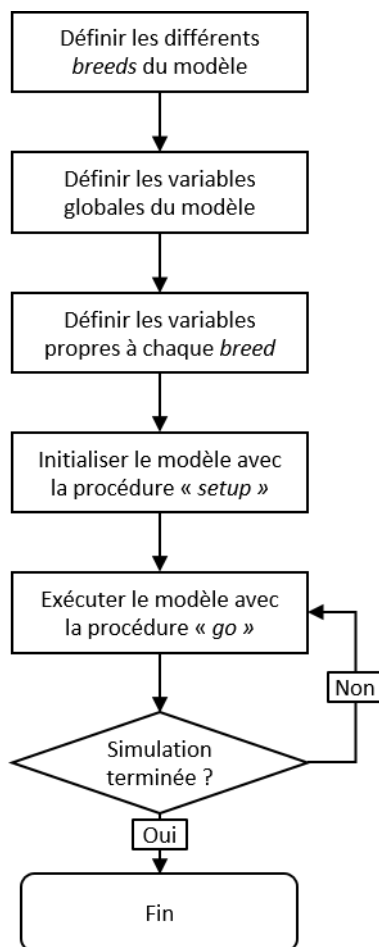 Définir les différents
breeds du modèle
Définir les variables
globales du modèle
Définir les variables
propres à chaque breed
Initialiser le modèle avec
la procédure « setup »
Exécuter le modèle avec
la procédure « go »
Non
Simulation
terminée ?
Oui
Fin